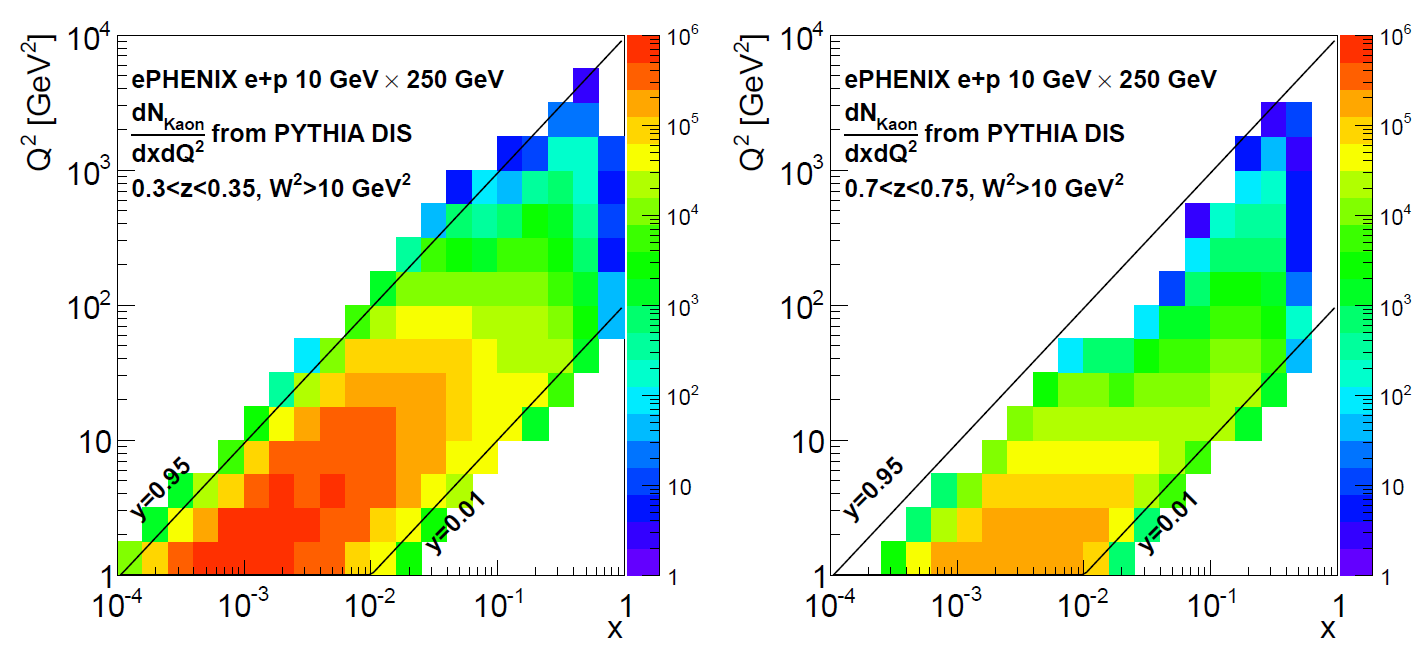 Q² [GeV²]
10⁴
10³
10²
10
1
ePHENIX e+p 10 GeV × 250 GeV
dN_Kaon
dxdQ²
from PYTHIA DIS
0.3<z<0.35, W²>10 GeV²
y=0.95
y=0.01
10⁻⁴ 10⁻³ 10⁻² 10⁻¹ 1
x
10⁶
10⁵
10⁴
10³
10²
10
1
Q² [GeV²]
10⁴
10³
10²
10
1
ePHENIX e+p 10 GeV × 250 GeV
dN_Kaon
dxdQ²
from PYTHIA DIS
0.7<z<0.75, W²>10 GeV²
y=0.95
y=0.01
10⁻⁴ 10⁻³ 10⁻² 10⁻¹ 1
x
10⁶
10⁵
10⁴
10³
10²
10
1